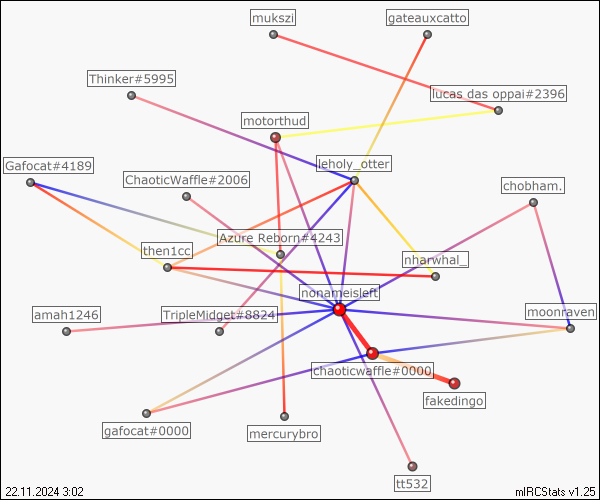 mukszi
gateauxcatto
Thinker#5995
lucas das oppai#2396
motorthud
leholy_otter
Gafocat#4189
ChaoticWaffle#2006
chobham.
Azure Reborn#4243
then1cc
nharwhal_
nonameisleft
amah1246
TripleMidget#8824
moonraven
chaoticwaffle#0000
fakedingo
gafocat#0000
mercurybro
tt532
22.11.2024 3:02
mIRCStats v1.25